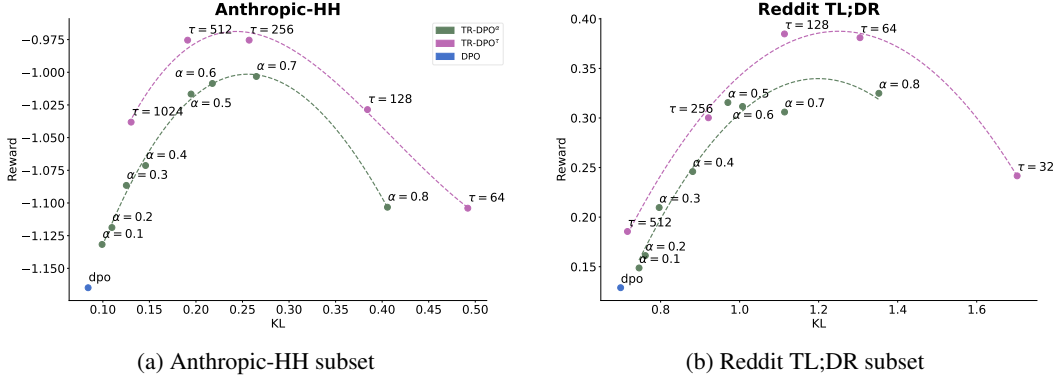 Anthropic-HH
Reward
−0.975
−1.000
−1.025
−1.050
−1.075
−1.100
−1.125
−1.150
0.10 0.15 0.20 0.25 0.30 0.35 0.40 0.45 0.50
KL
τ = 512
τ = 256
α = 0.6
α = 0.7
α = 0.5
τ = 1024
τ = 128
α = 0.4
α = 0.3
α = 0.2
α = 0.1
α = 0.8
τ = 64
dpo
TR-DPOᵅ
TR-DPOᵀ
DPO
(a) Anthropic-HH subset
Reddit TL;DR
Reward
0.40
0.35
0.30
0.25
0.20
0.15
0.8 1.0 1.2 1.4 1.6
KL
τ = 128
τ = 64
α = 0.8
α = 0.5
τ = 256
α = 0.6
α = 0.7
α = 0.4
τ = 32
α = 0.3
τ = 512
α = 0.2
α = 0.1
dpo
(b) Reddit TL;DR subset